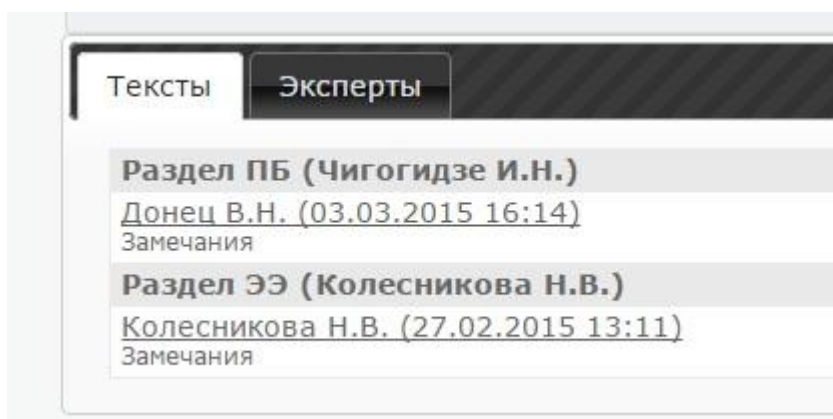 Тексты Эксперты
Раздел ПБ (Чигогидзе И.Н.)
Донец В.Н. (03.03.2015 16:14)
Замечания
Раздел ЭЭ (Колесникова Н.В.)
Колесникова Н.В. (27.02.2015 13:11)
Замечания